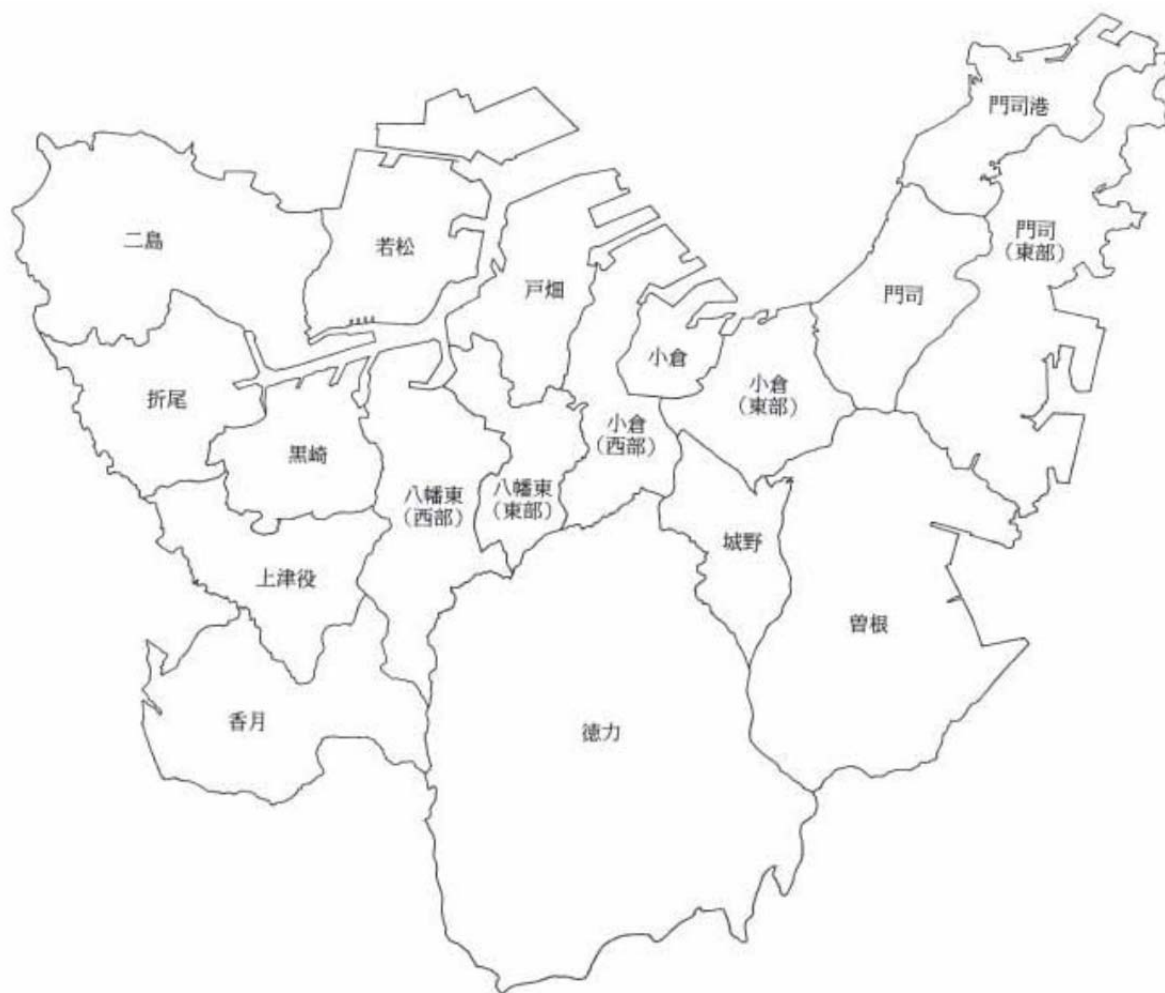 門司港
門司
（東部）
二島
若松
戸畑
門司
小倉
小倉
（東部）
折尾
小倉
（西部）
黒崎
八幡東
（西部）
八幡東
（東部）
城野
上津役
曽根
香月
徳力